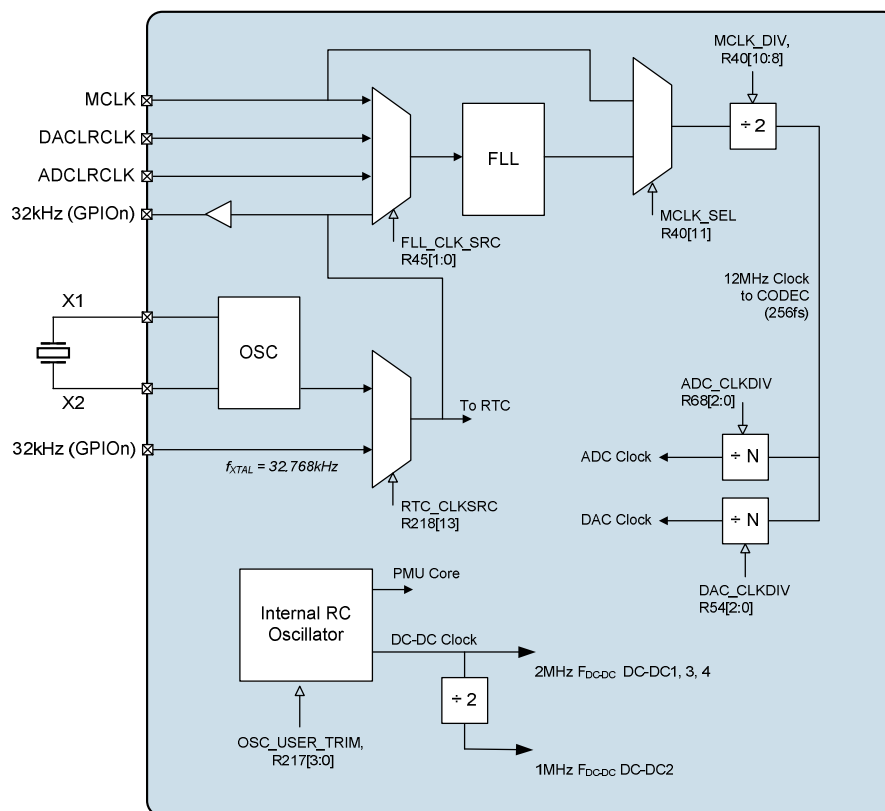 MCLK_DIV,
R40[10:8]
MCLK
DACLRCLK
ADCLRCLK
32kHz (GPIOn)
FLL
÷ 2
FLL_CLK_SRC
R45[1:0]
MCLK_SEL
R40[11]
12MHz Clock
to CODEC
(256fs)
X1
OSC
X2
To RTC
32kHz (GPIOn)
fXTAL = 32.768kHz
RTC_CLKSRC
R218[13]
ADC_CLKDIV
R68[2:0]
ADC Clock
÷ N
DAC Clock
÷ N
DAC_CLKDIV
R54[2:0]
Internal RC
Oscillator
PMU Core
DC-DC Clock
2MHz FDC-DC DC-DC1, 3, 4
÷ 2
OSC_USER_TRIM,
R217[3:0]
1MHz FDC-DC DC-DC2